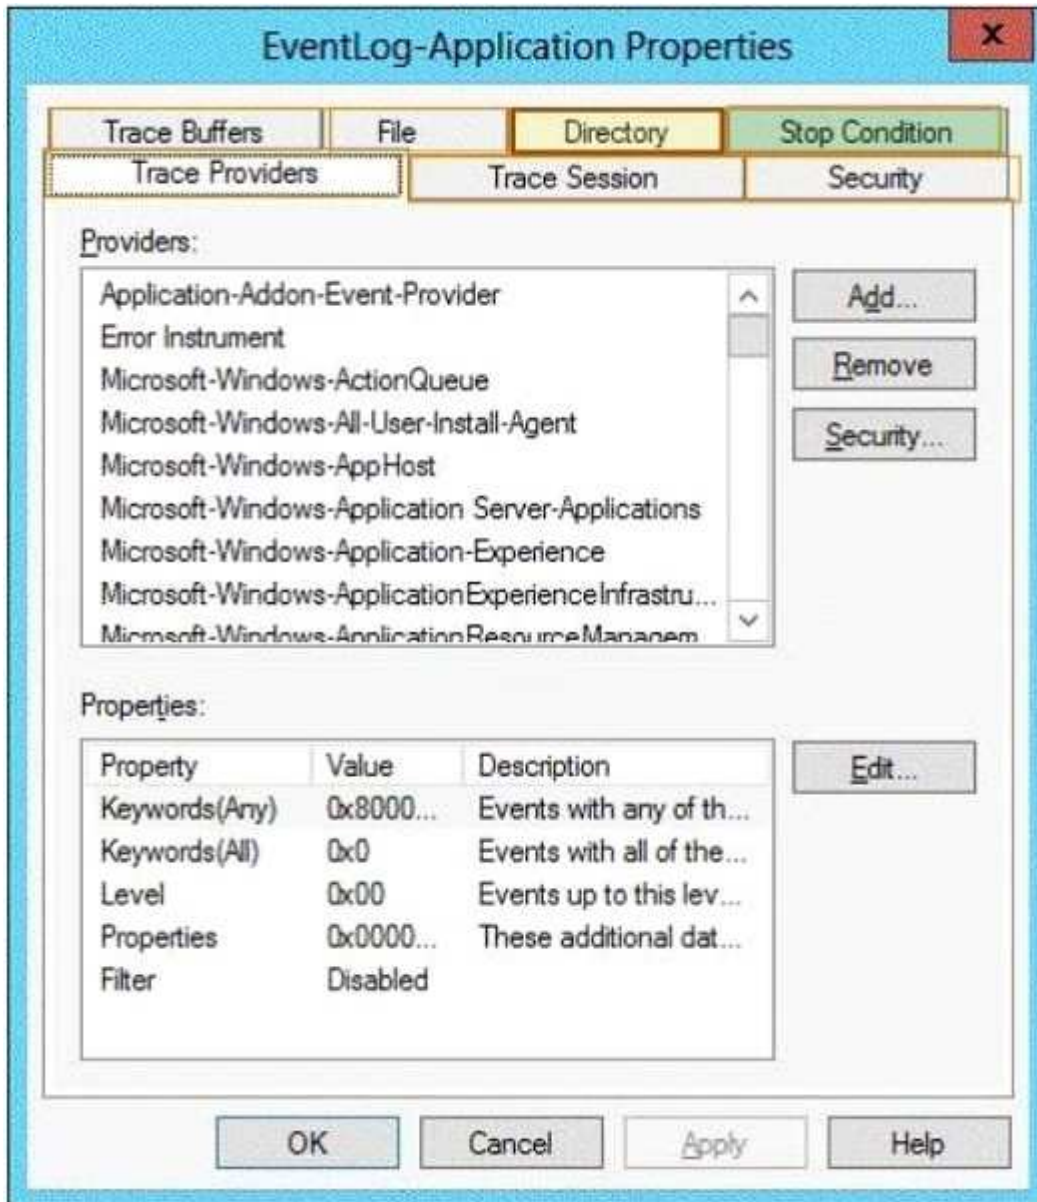 EventLog-Application Properties
x
Trace Buffers File Directory Stop Condition
Trace Providers Trace Session Security
Providers:
Application-Addon-Event-Provider
Error Instrument
Microsoft-Windows-ActionQueue
Microsoft-Windows-All-User-Install-Agent
Microsoft-Windows-AppHost
Microsoft-Windows-Application Server-Applications
Microsoft-Windows-Application-Experience
Microsoft-Windows-ApplicationExperienceInfrastru...
Microsoft-Windows-ApplicationResourceManagem
Add...
Remove
Security...
Properties:
Property Value Description
Keywords(Any) 0x8000... Events with any of th...
Keywords(All) 0x0 Events with all of the...
Level 0x00 Events up to this lev...
Properties 0x0000... These additional dat...
Filter Disabled
Edit...
OK Cancel Apply Help